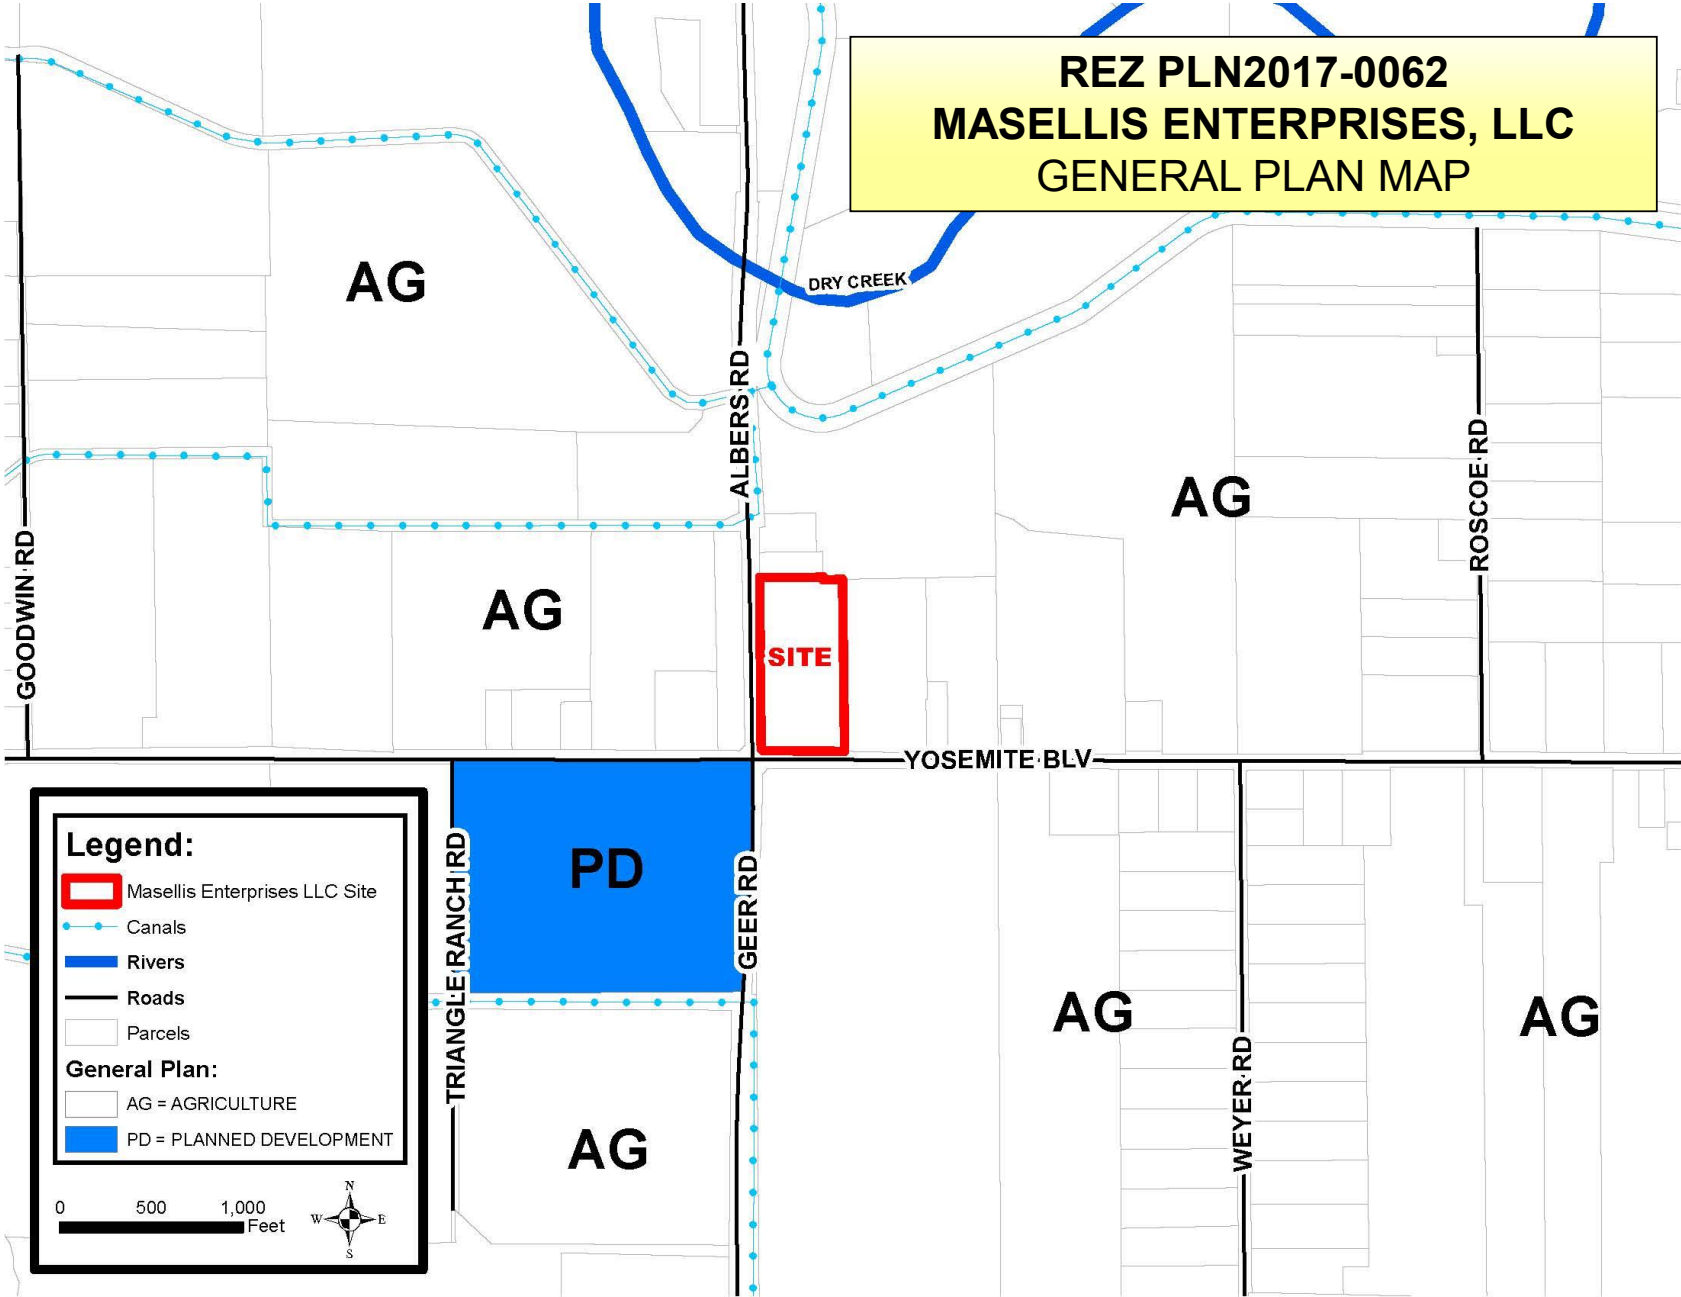 REZ PLN2017-0062
MASELLIS ENTERPRISES, LLC
GENERAL PLAN MAP
AG
DRY CREEK
ALBERS RD
AG
ROSCOE RD
GOODWIN RD
AG
SITE
YOSEMITE BLV
PD
TRIANGLE RANCH RD
GEER RD
AG
AG
WEYER RD
AG
Legend:
Masellis Enterprises LLC Site
Canals
Rivers
Roads
Parcels
General Plan:
AG = AGRICULTURE
PD = PLANNED DEVELOPMENT
0 500 1,000
Feet
N
W E
S